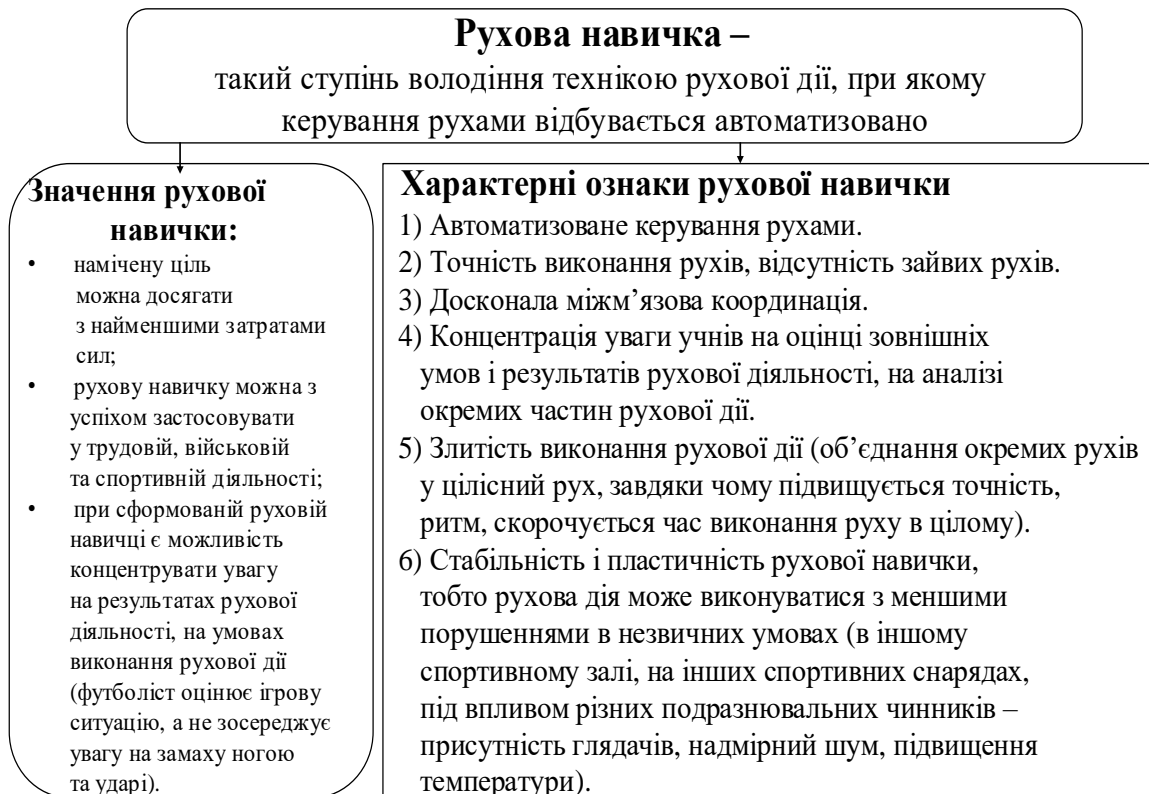 Рухова навичка –
такий ступінь володіння технікою рухової дії, при якому
керування рухами відбувається автоматизовано
Значення рухової
навички:
• намічену ціль
можна досягати
з найменшими затратами
сил;
• рухову навичку можна з
успіхом застосовувати
у трудовій, військовій
та спортивній діяльності;
• при сформованій руховій
навичці є можливість
концентрувати увагу
на результатах рухової
діяльності, на умовах
виконання рухової дії
(футболіст оцінює ігрову
ситуацію, а не зосереджує
увагу на замаху ногою
та ударі).
Характерні ознаки рухової навички
1) Автоматизоване керування рухами.
2) Точність виконання рухів, відсутність зайвих рухів.
3) Досконала міжм’язова координація.
4) Концентрація уваги учнів на оцінці зовнішніх
умов і результатів рухової діяльності, на аналізі
окремих частин рухової дії.
5) Злитість виконання рухової дії (об’єднання окремих рухів
у цілісний рух, завдяки чому підвищується точність,
ритм, скорочується час виконання руху в цілому).
6) Стабільність і пластичність рухової навички,
тобто рухова дія може виконуватися з меншими
порушеннями в незвичних умовах (в іншому
спортивному залі, на інших спортивних снарядах,
під впливом різних подразнювальних чинників –
присутність глядачів, надмірний шум, підвищення
температури).